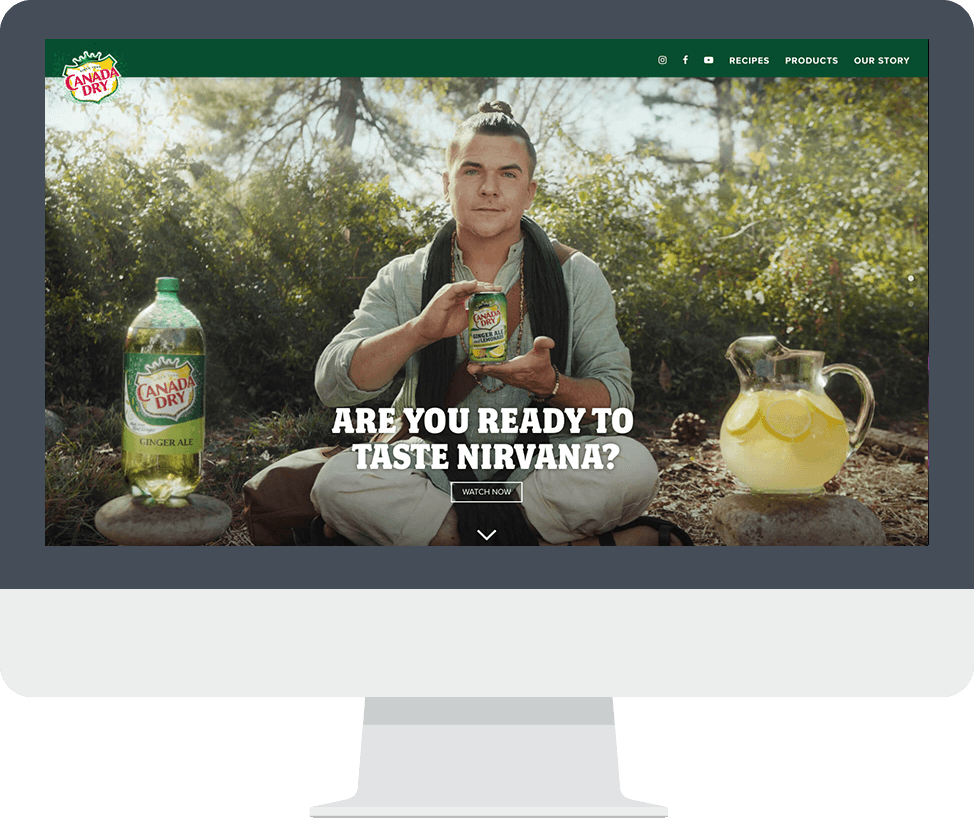 CANADA
DRY
RECIPES PRODUCTS OUR STORY
CANADA
DRY
GINGER ALE
AND LEMONADE
CANADA
DRY
GINGER ALE
ARE YOU READY TO
TASTE NIRVANA?
WATCH NOW